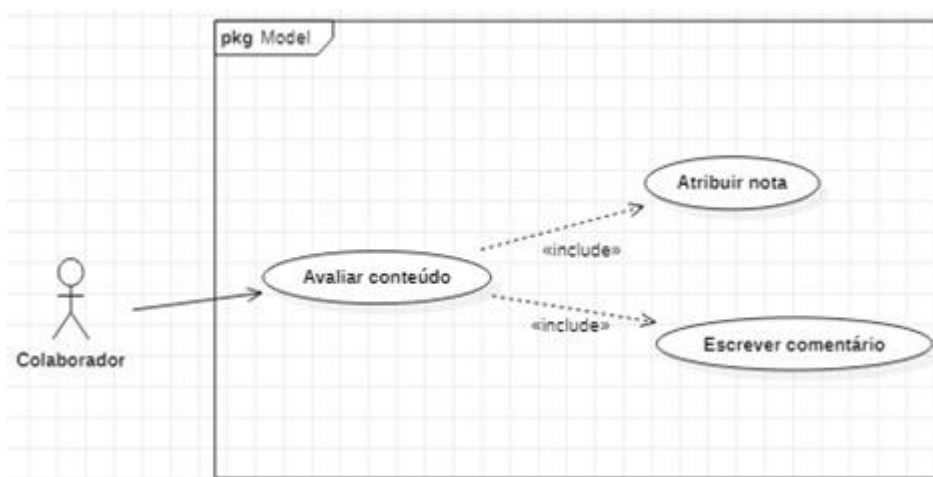 pkg Model
Atribuir nota
«include»
Avaliar conteúdo
«include»
Escrever comentário
Colaborador